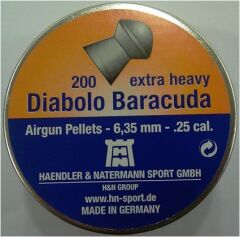 200 extra heavy
Diabolo Baracuda
Airgun Pellets - 6,35 mm - .25 cal.
HAENDLER & NATERMANN SPORT GMBH
H&N GROUP
www.hn-sport.de
MADE IN GERMANY